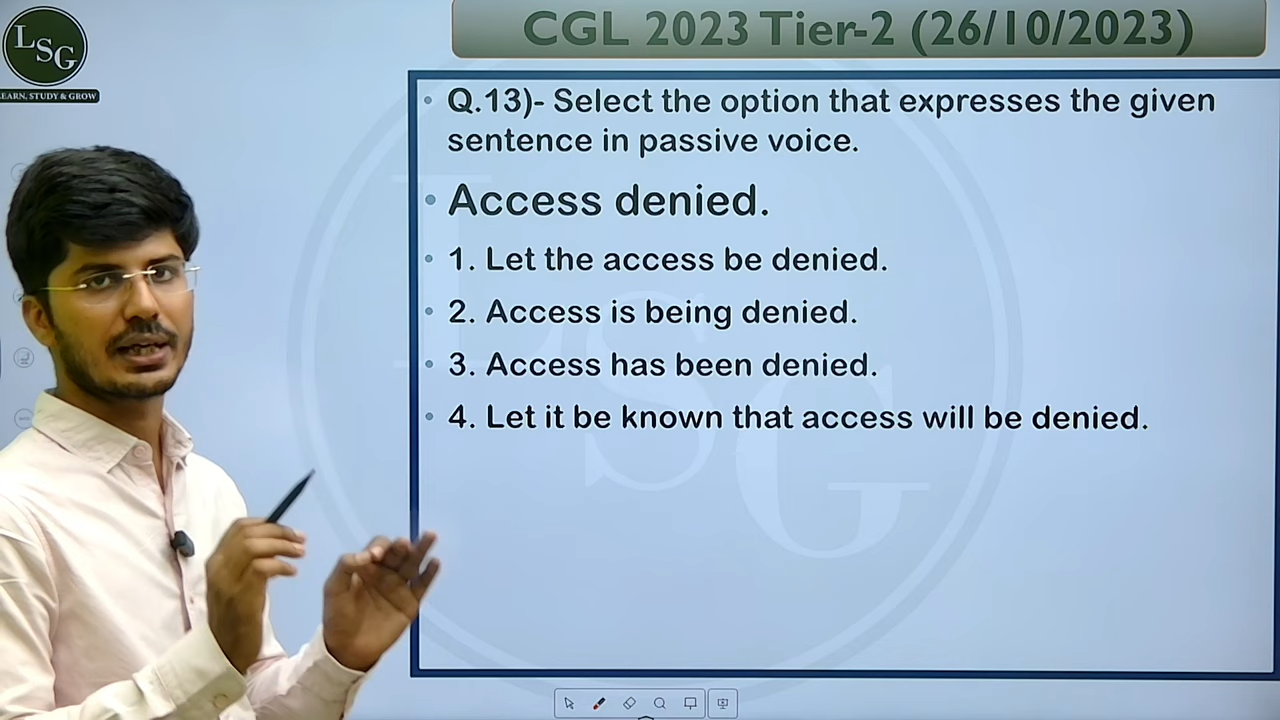 LSG
LEARN, STUDY & GROW
CGL 2023 Tier-2 (26/10/2023)
Q.13)- Select the option that expresses the given
sentence in passive voice.
Access denied.
1. Let the access be denied.
2. Access is being denied.
3. Access has been denied.
4. Let it be known that access will be denied.
LSG